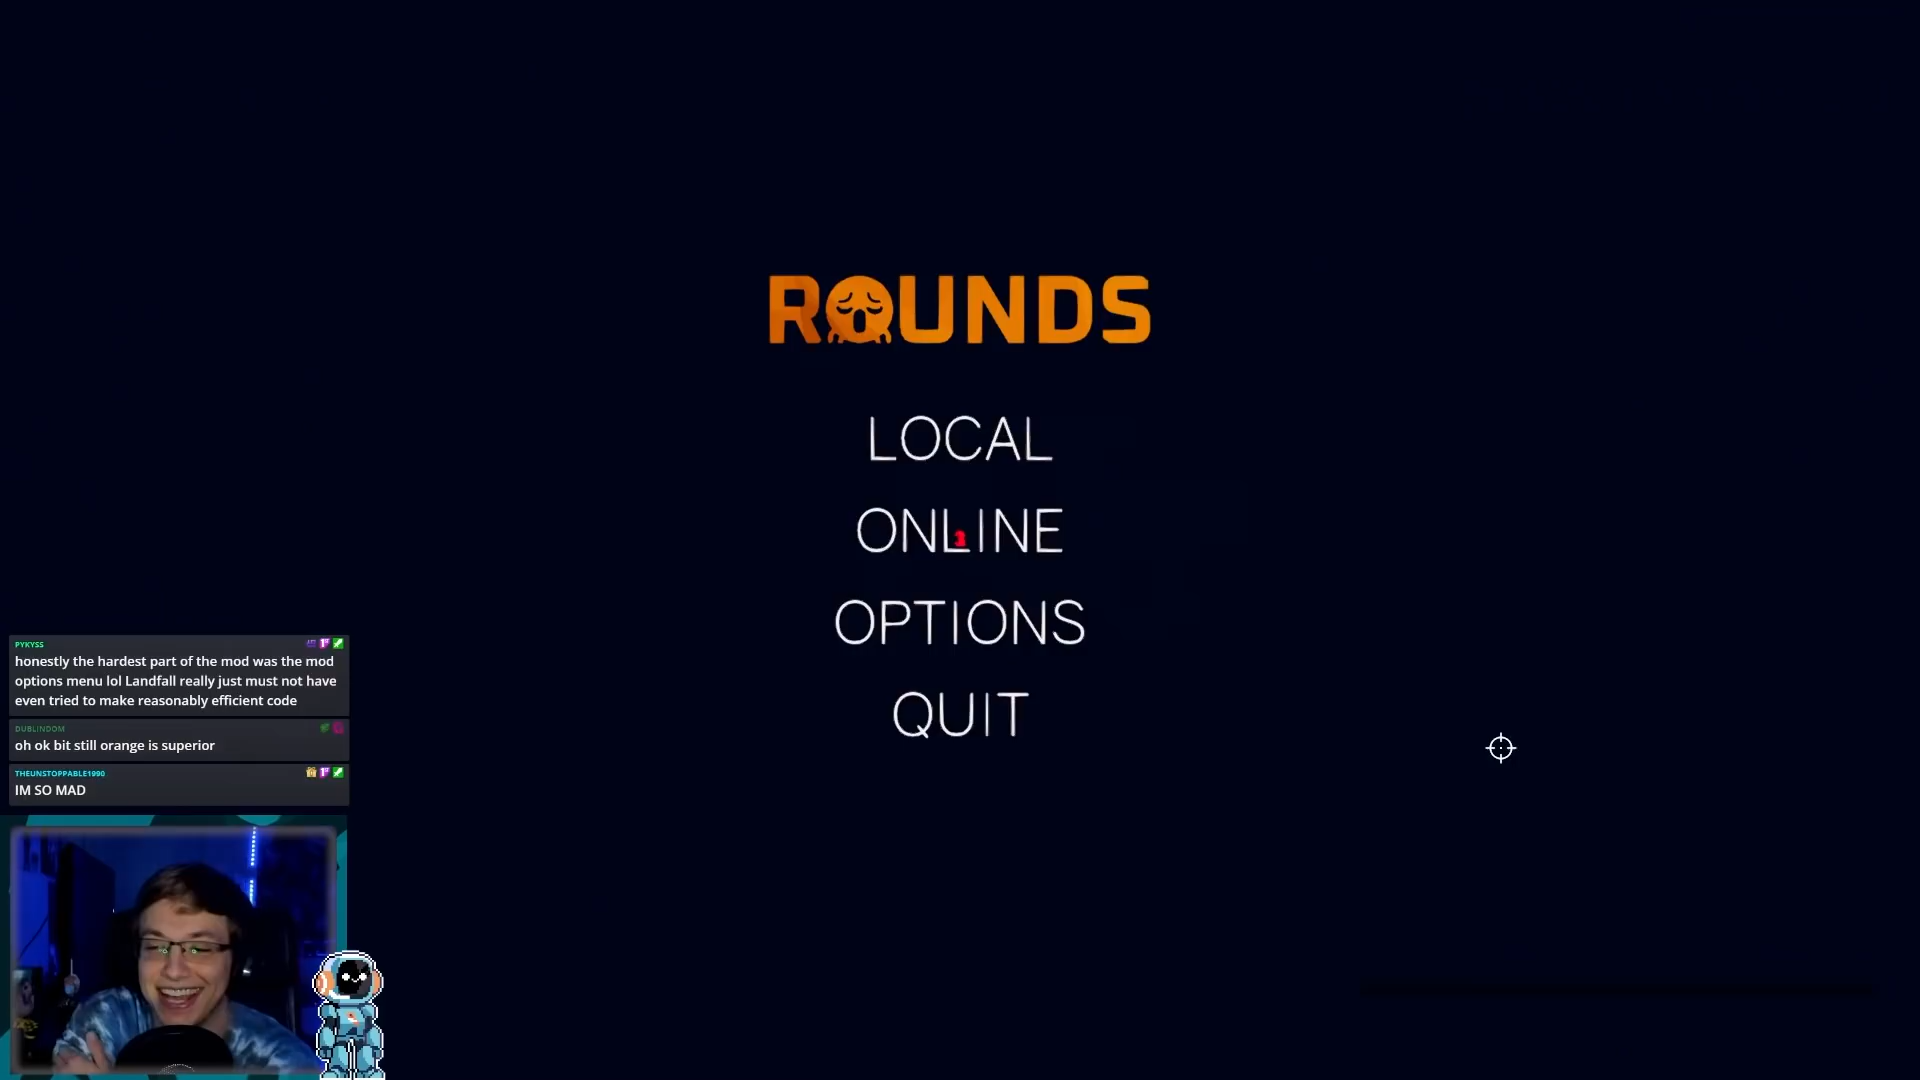 ROUNDS
LOCAL
ONLINE
OPTIONS
QUIT
PYKYSS
honestly the hardest part of the mod was the mod
options menu lol Landfall really just must not have
even tried to make reasonably efficient code
DUBLINDOM
oh ok bit still orange is superior
THEUNSTOPPABLE1990
IM SO MAD